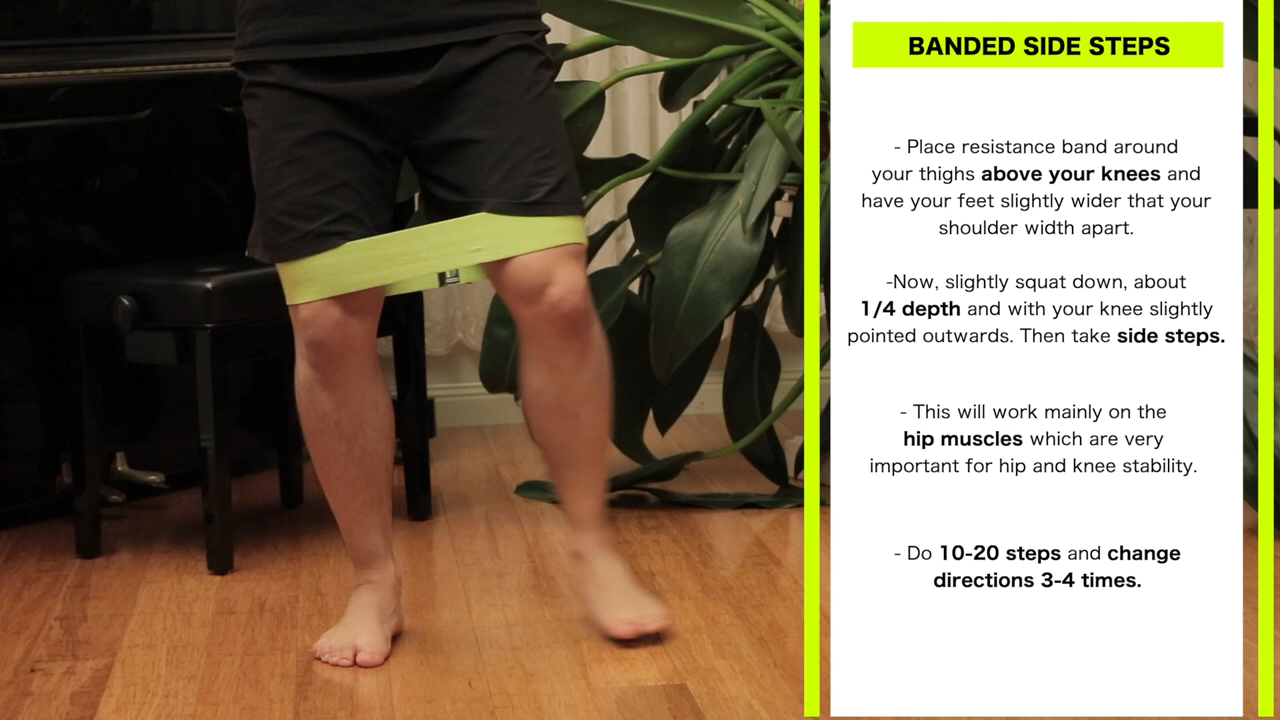 BANDED SIDE STEPS
- Place resistance band around
your thighs above your knees and
have your feet slightly wider that your
shoulder width apart.
-Now, slightly squat down, about
1/4 depth and with your knee slightly
pointed outwards. Then take side steps.
- This will work mainly on the
hip muscles which are very
important for hip and knee stability.
- Do 10-20 steps and change
directions 3-4 times.